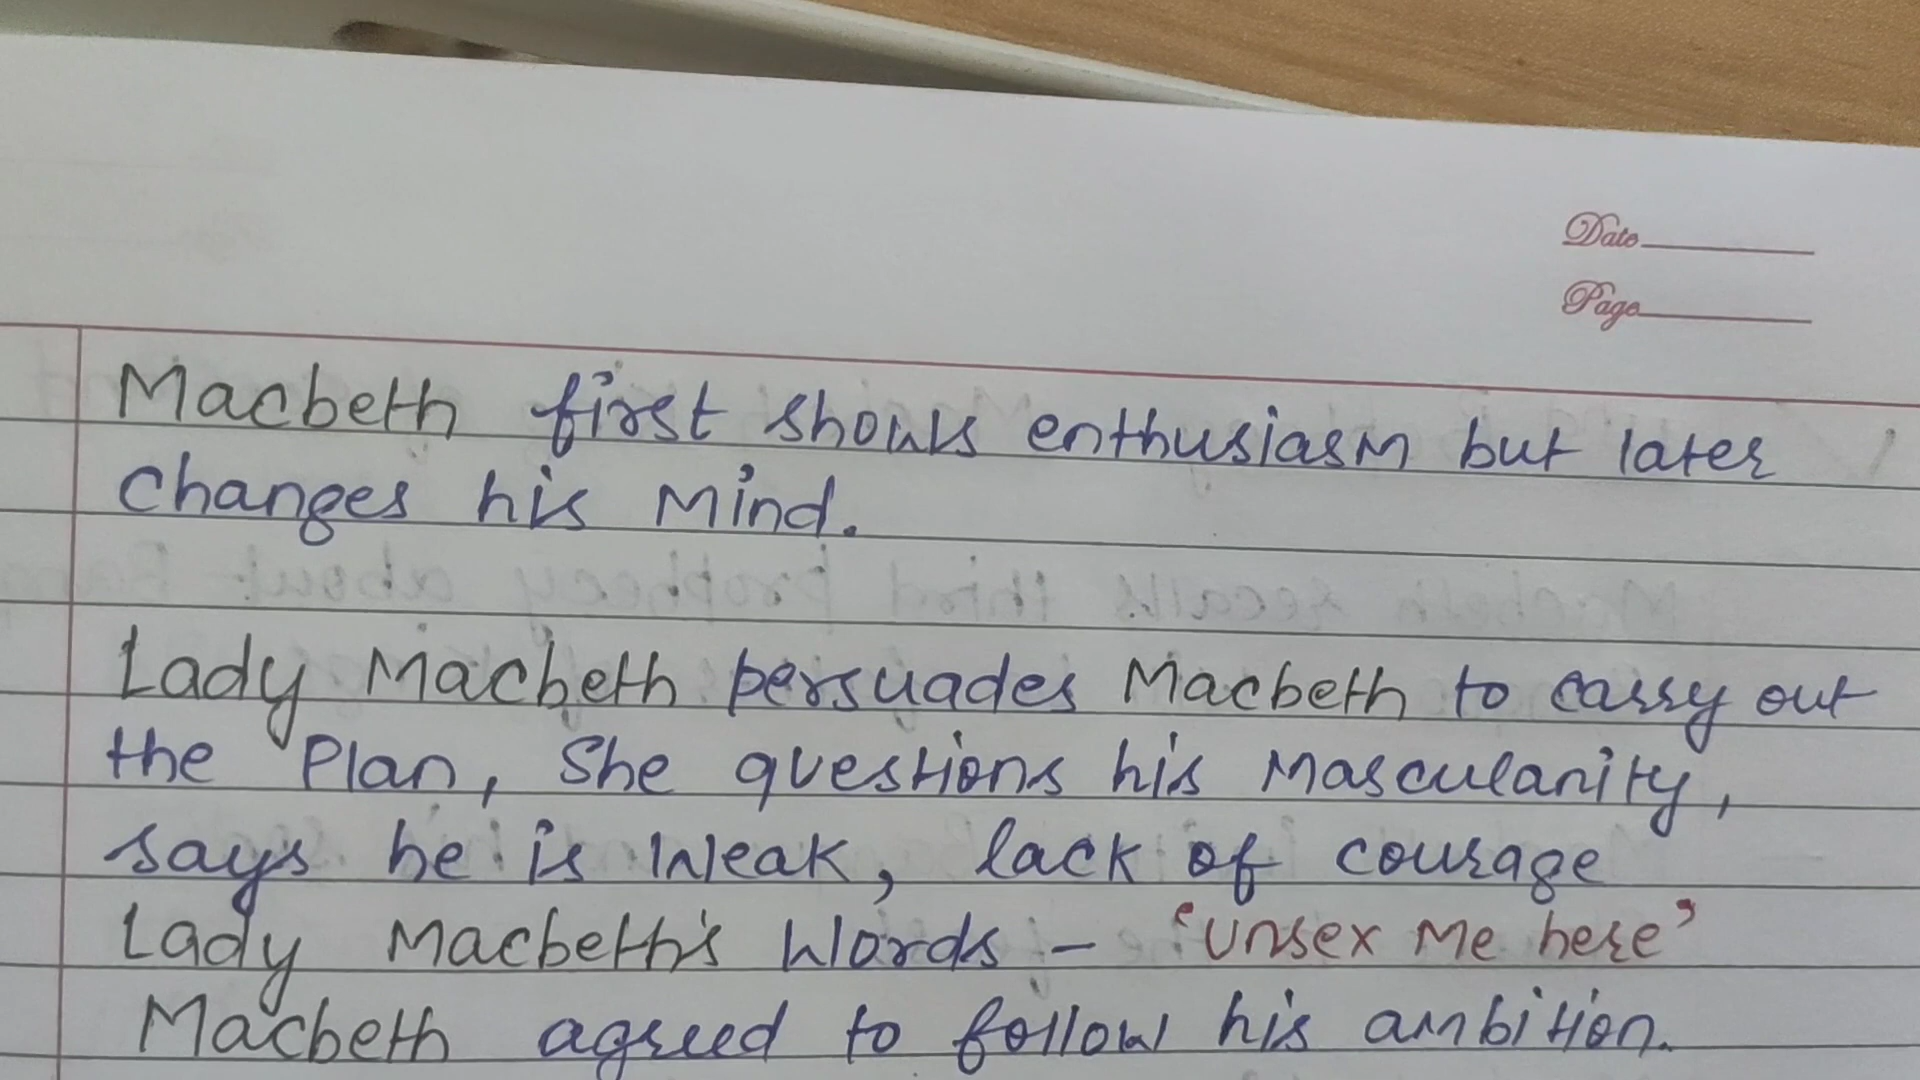 Date
Page
Macbeth first shows enthusiasm but later
changes his Mind.
Lady Macbeth persuades Macbeth to carry out
the Plan, She questions his Masculanity,
says he is Weak, lack of courage
Lady Macbeth's Words - 'Unsex Me here'
Macbeth agreed to follow his ambition.